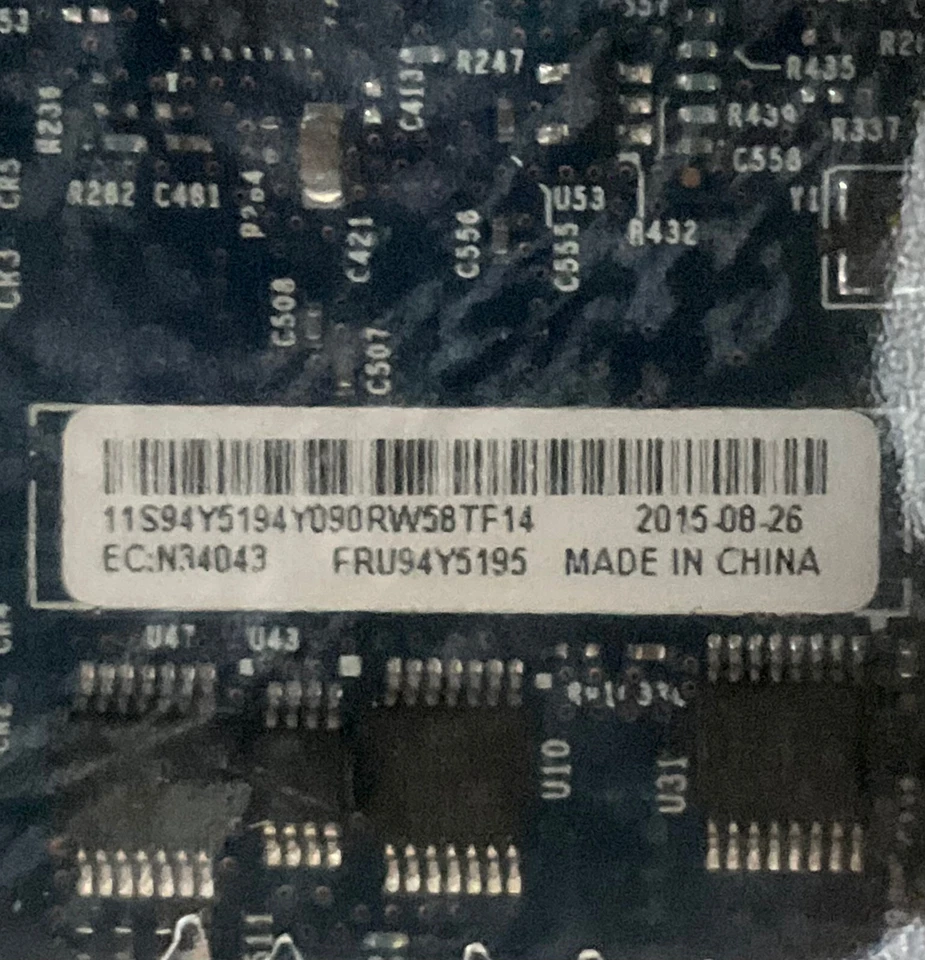 R247
R435
C413
R439
R337
C558
R282 C481
U53
Y1
R432
C421
C556
C555
C508
C507
11S94Y5194Y090RW58TF14 2015-08-26
EC:N34043 FRU94Y5195 MADE IN CHINA
U47 U43
U10
U31